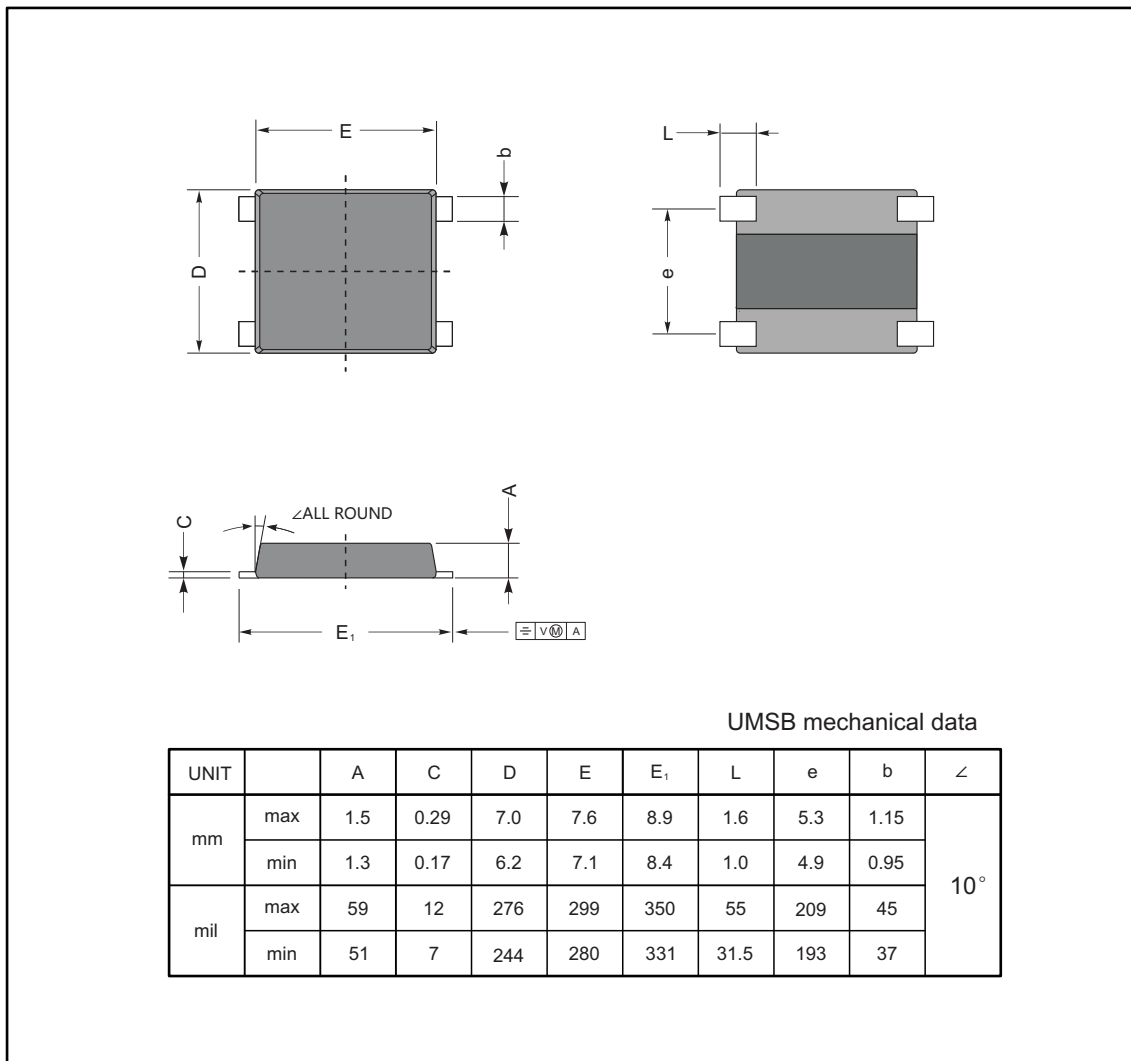 E
b
L
D
e
A
C
∠ALL ROUND
E₁
⌯ V Ⓜ A
UMSB mechanical data
UNIT A C D E E₁ L e b ∠
mm max 1.5 0.29 7.0 7.6 8.9 1.6 5.3 1.15 10°
min 1.3 0.17 6.2 7.1 8.4 1.0 4.9 0.95
mil max 59 12 276 299 350 55 209 45
min 51 7 244 280 331 31.5 193 37